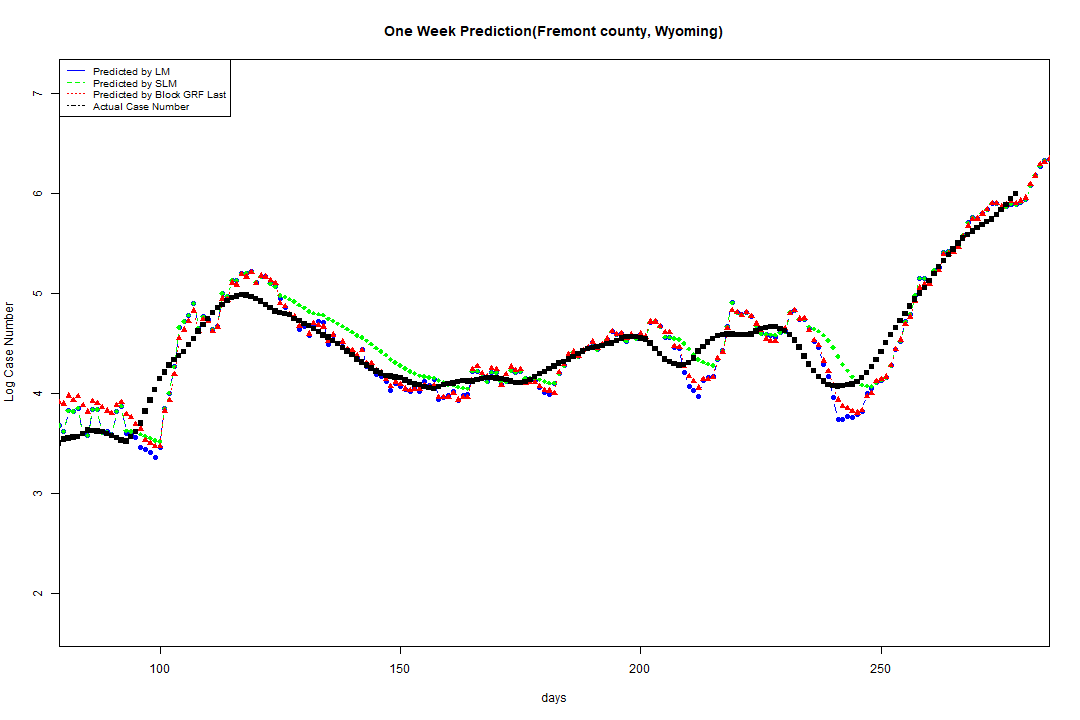 One Week Prediction(Fremont county, Wyoming)
Predicted by LM
Predicted by SLM
Predicted by Block GRF Last
Actual Case Number
7
6
5
4
3
2
Log Case Number
100 150 200 250
days